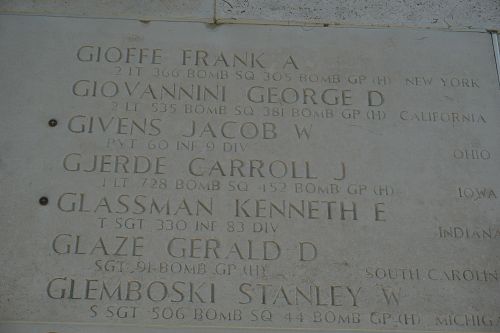 GIOFFE FRANK A
2 LT 366 BOMB SQ 305 BOMB GP (H) NEW YORK
GIOVANNINI GEORGE D
2 LT 535 BOMB SQ 381 BOMB GP (H) CALIFORNIA
GIVENS JACOB W
PVT 60 INF 9 DIV OHIO
GJERDE CARROLL J
1 LT 728 BOMB SQ 452 BOMB GP (H) IOWA
GLASSMAN KENNETH E
T SGT 330 INF 83 DIV INDIANA
GLAZE GERALD D
SGT 91 BOMB GP (H) SOUTH CAROLIN
GLEMBOSKI STANLEY W
S SGT 506 BOMB SQ 44 BOMB GP (H) MICHIG